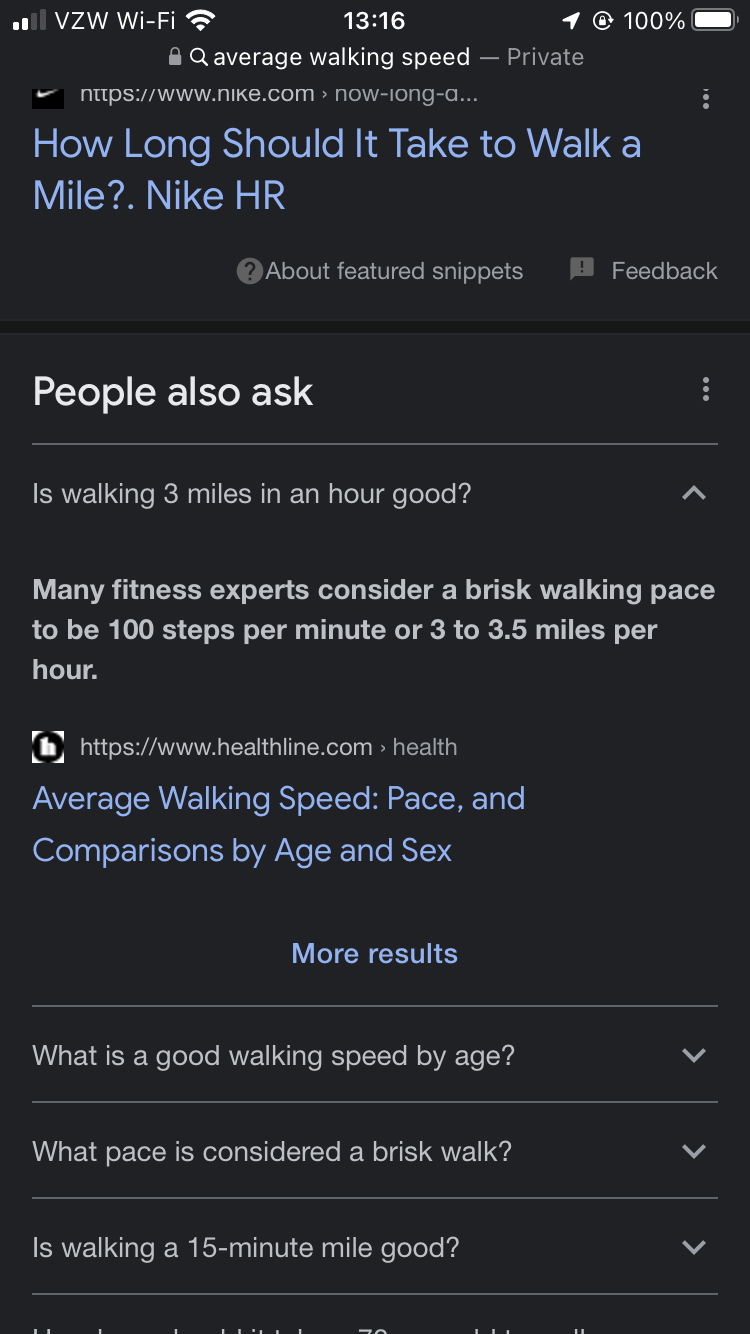 VZW Wi-Fi 13:16 100%
average walking speed — Private
https://www.nike.com › how-long-d...
How Long Should It Take to Walk a
Mile?. Nike HR
About featured snippets Feedback
People also ask
Is walking 3 miles in an hour good?
Many fitness experts consider a brisk walking pace
to be 100 steps per minute or 3 to 3.5 miles per
hour.
https://www.healthline.com › health
Average Walking Speed: Pace, and
Comparisons by Age and Sex
More results
What is a good walking speed by age?
What pace is considered a brisk walk?
Is walking a 15-minute mile good?